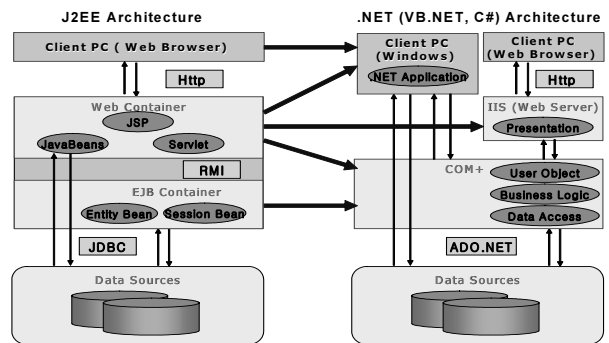 J2EE Architecture
Client PC ( Web Browser)
Http
Web Container
JSP
JavaBeans
Servlet
RMI
EJB Container
Entity Bean
Session Bean
JDBC
Data Sources
.NET (VB.NET, C#) Architecture
Client PC
(Windows)
.NET Application
Client PC
(Web Browser)
Http
IIS (Web Server)
Presentation
COM+
User Object
Business Logic
Data Access
ADO.NET
Data Sources